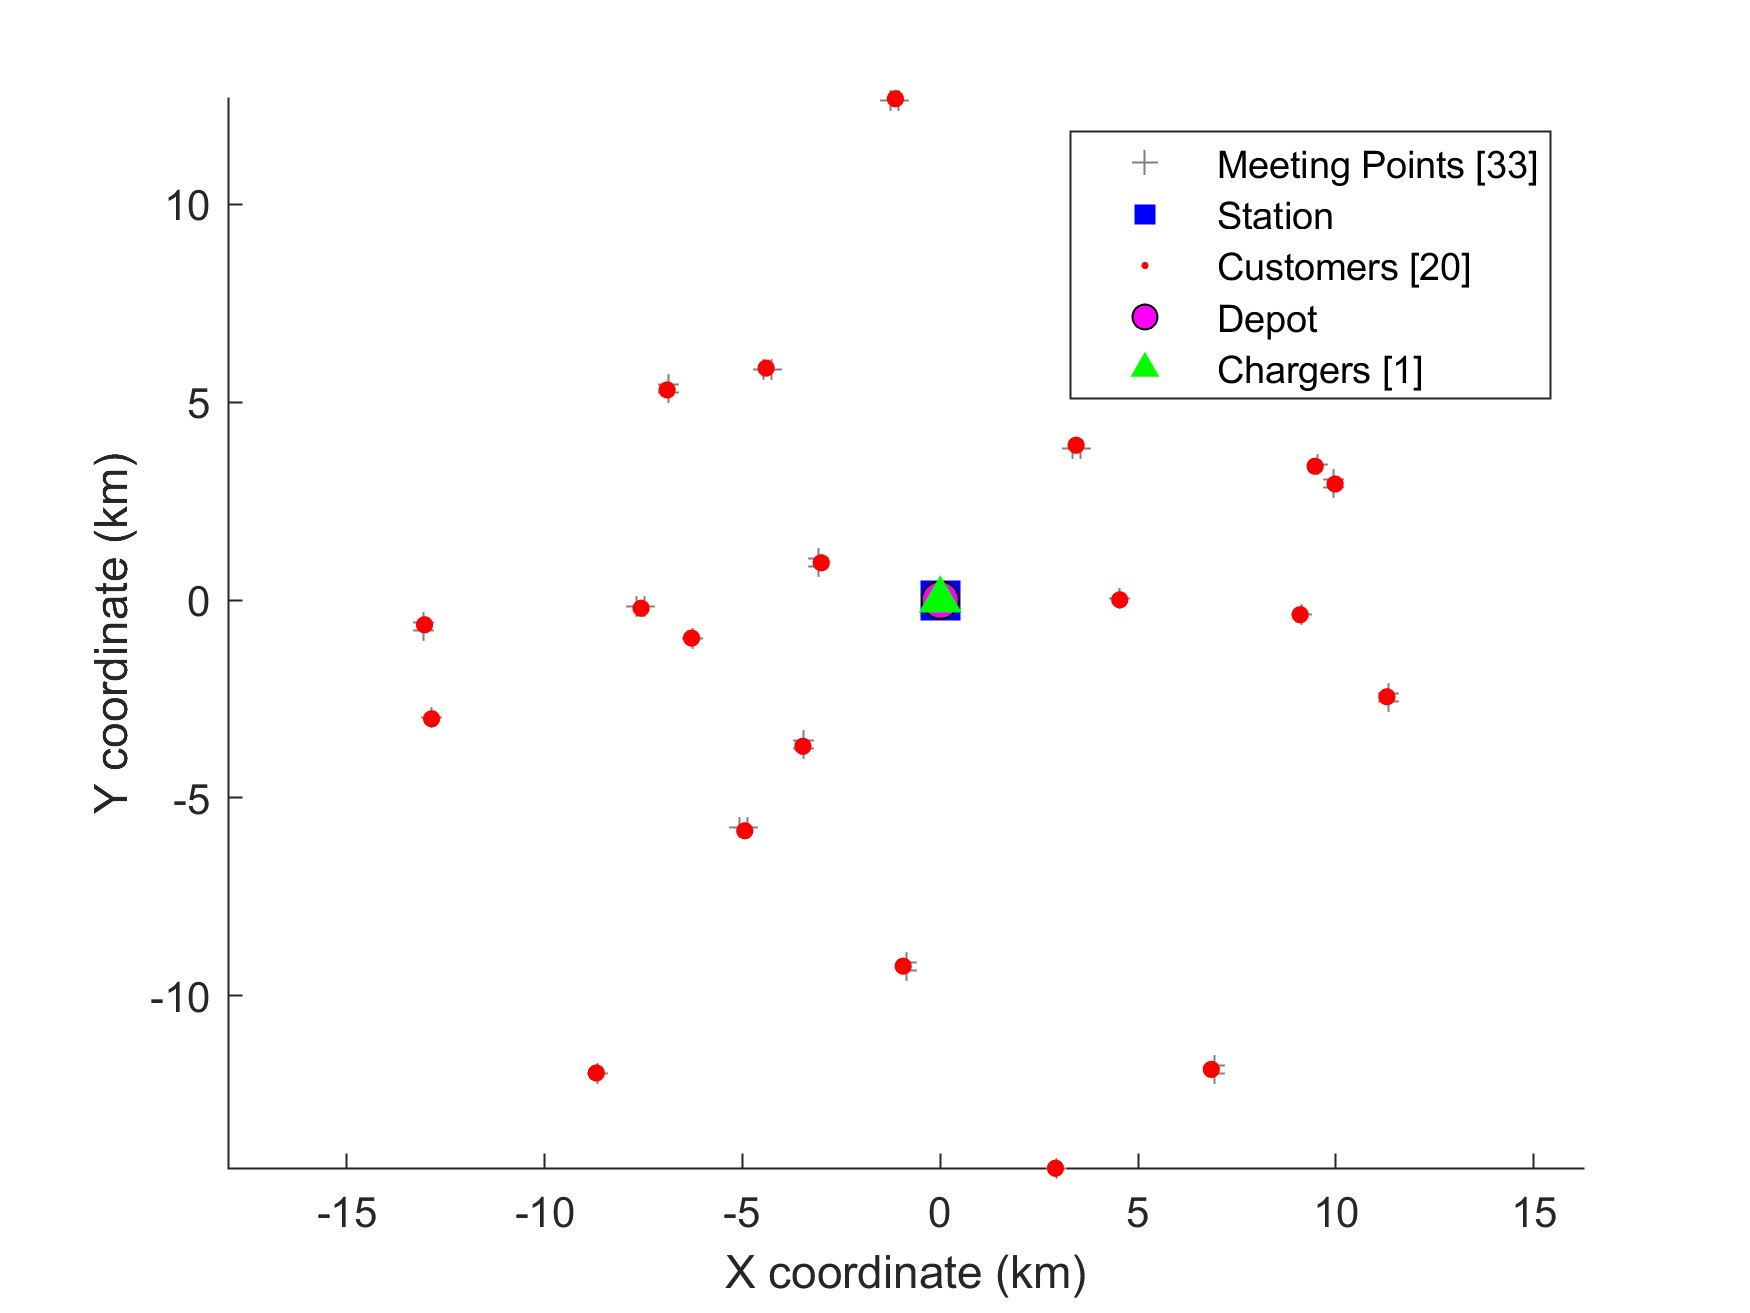 Meeting Points [33]
Station
Customers [20]
Depot
Chargers [1]
10
5
0
-5
-10
Y coordinate (km)
-15
-10
-5
0
5
10
15
X coordinate (km)